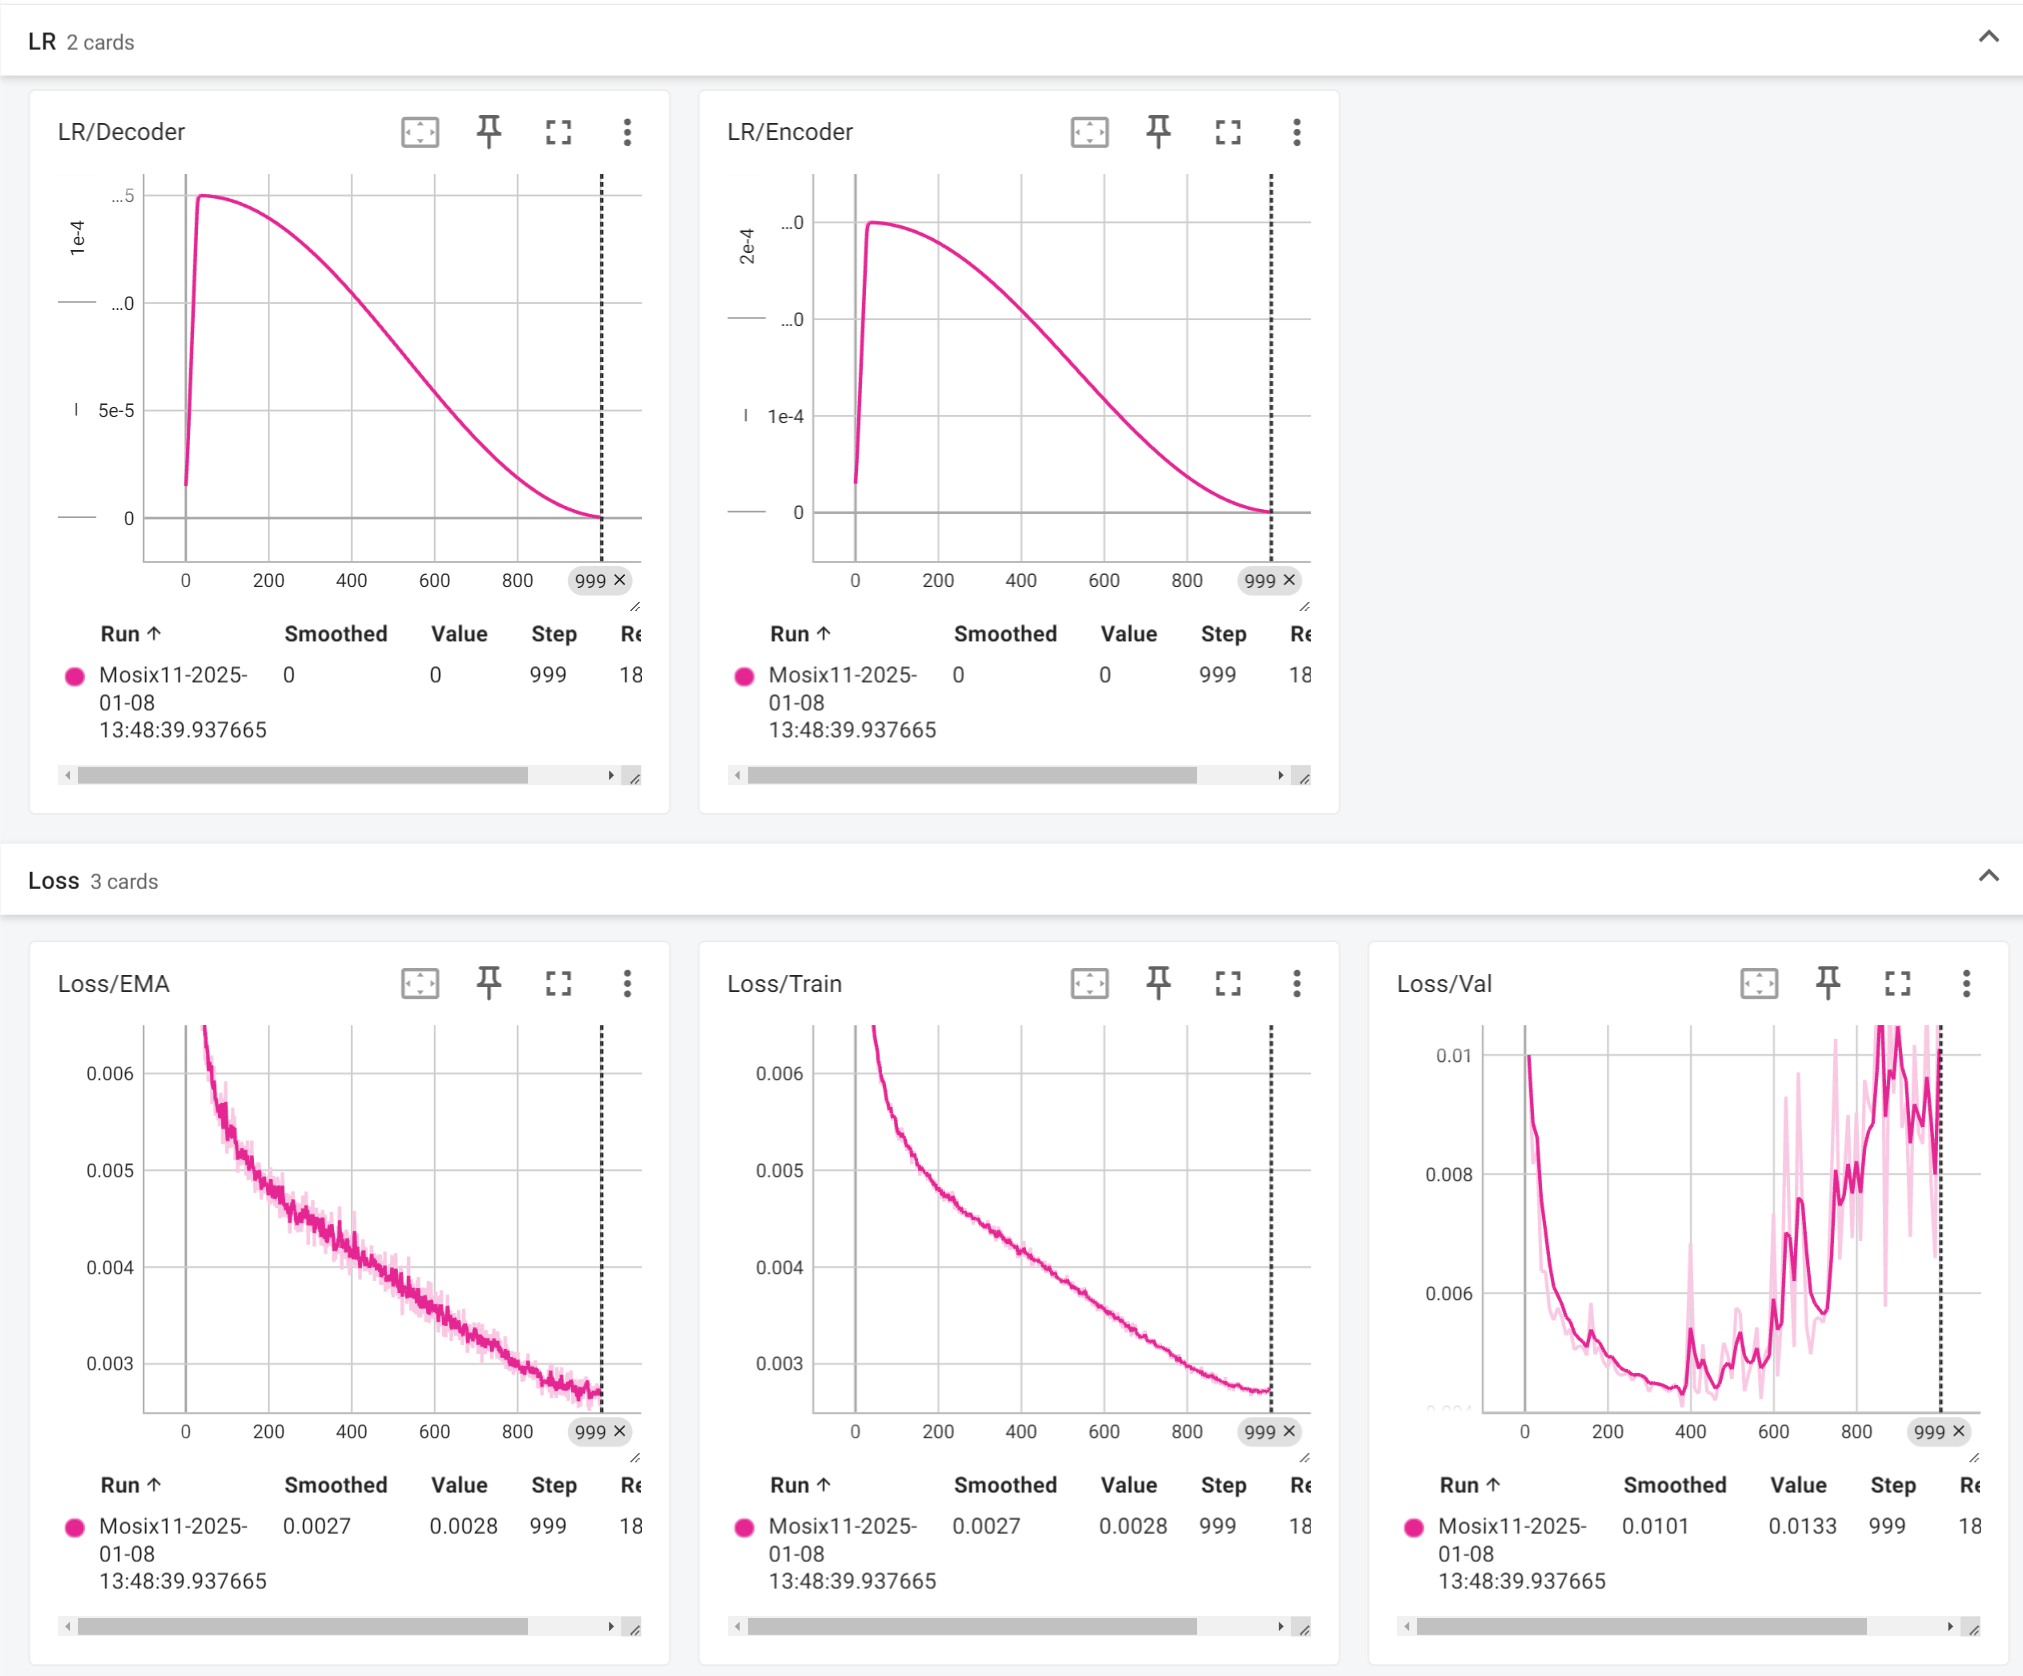 LR 2 cards
LR/Decoder
1e-4
...5
...0
5e-5
0
0 200 400 600 800 999
Run Smoothed Value Step Re
Mosix11-2025- 0 0 999 18
01-08
13:48:39.937665
LR/Encoder
2e-4
...0
...0
1e-4
0
0 200 400 600 800 999
Run Smoothed Value Step Re
Mosix11-2025- 0 0 999 18
01-08
13:48:39.937665
Loss 3 cards
Loss/EMA
0.006
0.005
0.004
0.003
0 200 400 600 800 999
Run Smoothed Value Step Re
Mosix11-2025- 0.0027 0.0028 999 18
01-08
13:48:39.937665
Loss/Train
0.006
0.005
0.004
0.003
0 200 400 600 800 999
Run Smoothed Value Step Re
Mosix11-2025- 0.0027 0.0028 999 18
01-08
13:48:39.937665
Loss/Val
0.01
0.008
0.006
0.004
0 200 400 600 800 999
Run Smoothed Value Step Re
Mosix11-2025- 0.0101 0.0133 999 18
01-08
13:48:39.937665